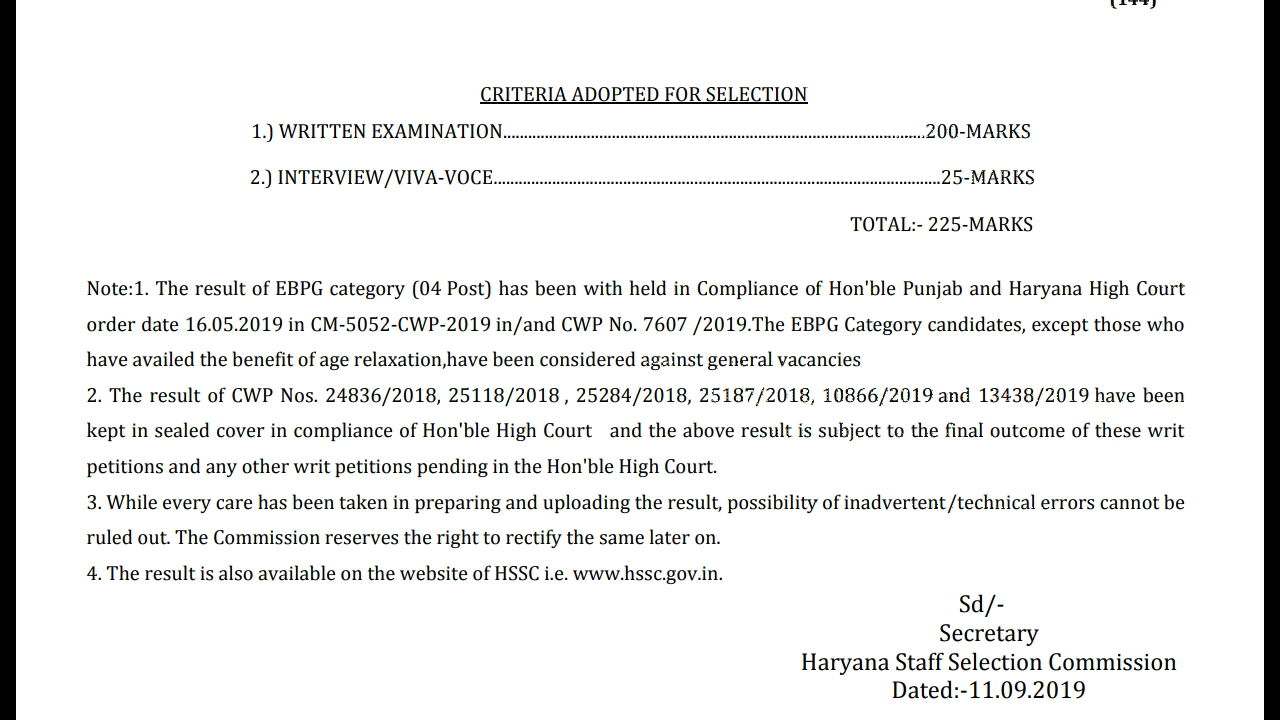 (144)
CRITERIA ADOPTED FOR SELECTION
1.) WRITTEN EXAMINATION.......................................................................................................200-MARKS
2.) INTERVIEW/VIVA-VOCE.............................................................................................................25-MARKS
TOTAL:- 225-MARKS
Note:1. The result of EBPG category (04 Post) has been with held in Compliance of Hon'ble Punjab and Haryana High Court
order date 16.05.2019 in CM-5052-CWP-2019 in/and CWP No. 7607 /2019.The EBPG Category candidates, except those who
have availed the benefit of age relaxation,have been considered against general vacancies
2. The result of CWP Nos. 24836/2018, 25118/2018 , 25284/2018, 25187/2018, 10866/2019 and 13438/2019 have been
kept in sealed cover in compliance of Hon'ble High Court   and the above result is subject to the final outcome of these writ
petitions and any other writ petitions pending in the Hon'ble High Court.
3. While every care has been taken in preparing and uploading the result, possibility of inadvertent/technical errors cannot be
ruled out. The Commission reserves the right to rectify the same later on.
4. The result is also available on the website of HSSC i.e. www.hssc.gov.in.
Sd/-
Secretary
Haryana Staff Selection Commission
Dated:-11.09.2019